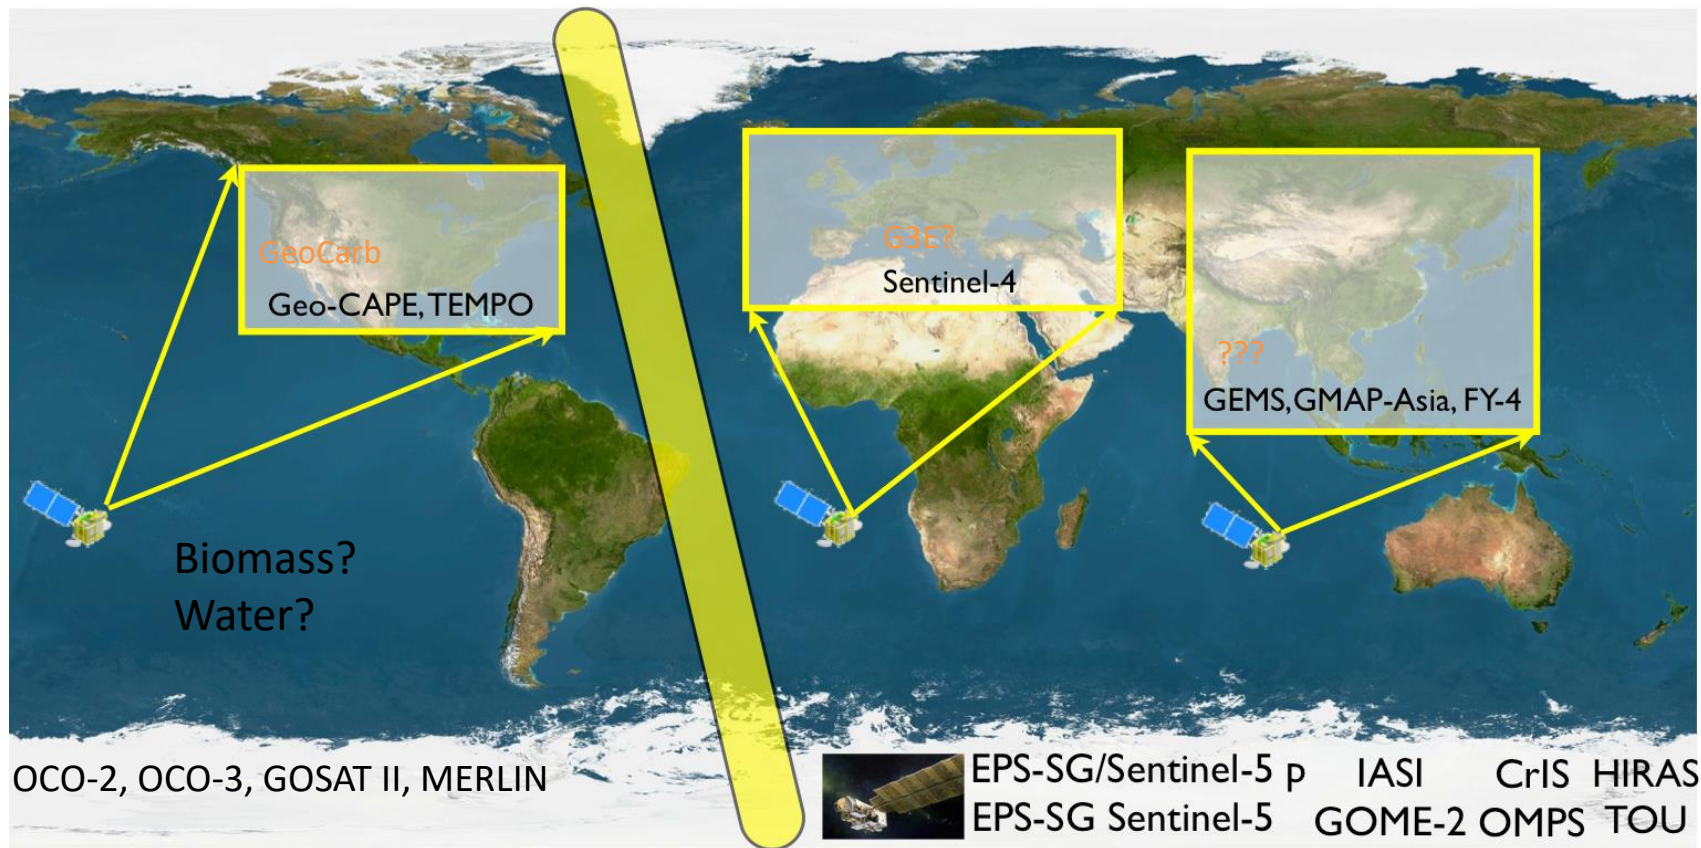 GeoCarb
Geo-CAPE, TEMPO
G3E?
Sentinel-4
???
GEMS, GMAP-Asia, FY-4
Biomass?
Water?
OCO-2, OCO-3, GOSAT II, MERLIN
EPS-SG/Sentinel-5 p IASI CrIS HIRAS
EPS-SG Sentinel-5 GOME-2 OMPS TOU